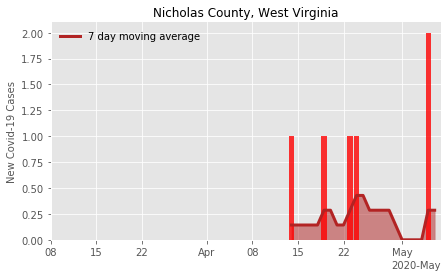 Nicholas County, West Virginia
7 day moving average
New Covid-19 Cases
2.00
1.75
1.50
1.25
1.00
0.75
0.50
0.25
0.00
08
15
22
Apr
08
15
22
May
2020-May